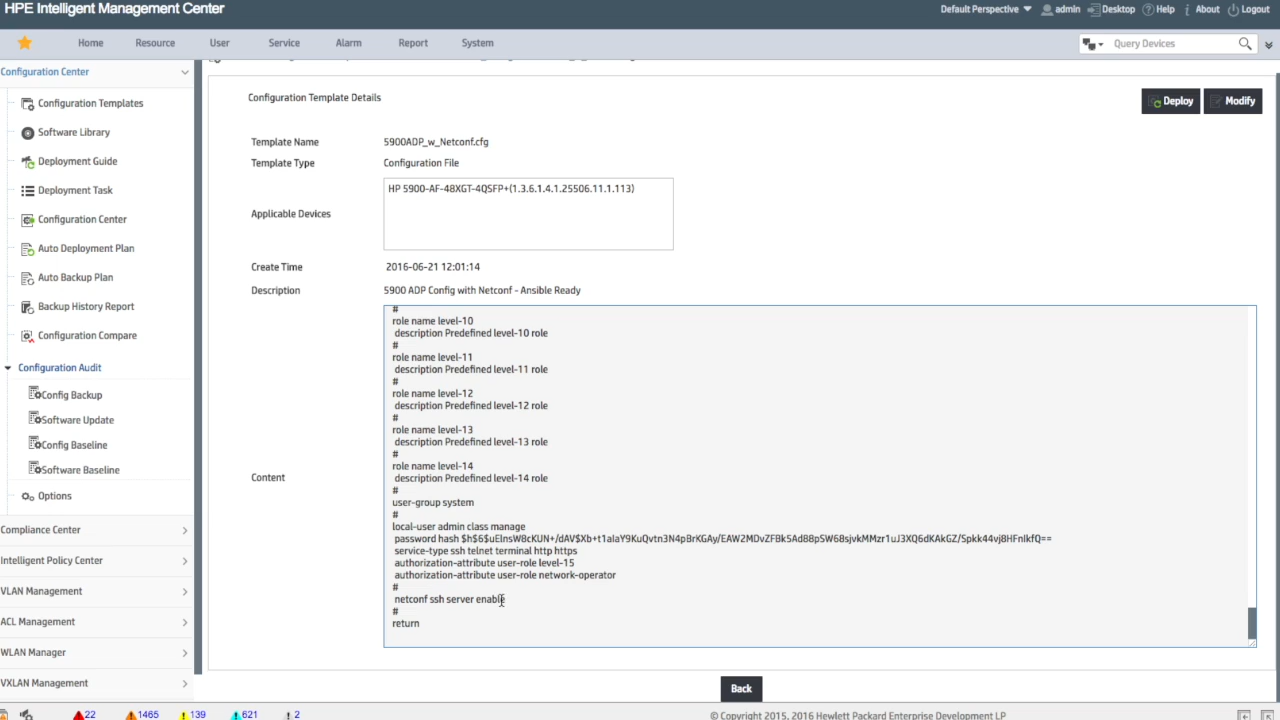 HPE Intelligent Management Center
Default Perspective admin Desktop Help About Logout
Home Resource User Service Alarm Report System
Query Devices
Configuration Center
Configuration Templates
Software Library
Deployment Guide
Deployment Task
Configuration Center
Auto Deployment Plan
Auto Backup Plan
Backup History Report
Configuration Compare
Configuration Audit
Config Backup
Software Update
Config Baseline
Software Baseline
Options
Compliance Center
Intelligent Policy Center
VLAN Management
ACL Management
WLAN Manager
VXLAN Management
Configuration Template Details
Deploy Modify
Template Name 5900ADP_w_Netconf.cfg
Template Type Configuration File
Applicable Devices HP 5900-AF-48XGT-4QSFP+(1.3.6.1.4.1.25506.11.1.113)
Create Time 2016-06-21 12:01:14
Description 5900 ADP Config with Netconf - Ansible Ready
Content
#
role name level-10
description Predefined level-10 role
#
role name level-11
description Predefined level-11 role
#
role name level-12
description Predefined level-12 role
#
role name level-13
description Predefined level-13 role
#
role name level-14
description Predefined level-14 role
#
user-group system
#
local-user admin class manage
password hash
service-type ssh telnet terminal http https
authorization-attribute user-role level-15
authorization-attribute user-role network-operator
#
netconf ssh server enable
#
return
Back
22 1465 139 621 2
© Copyright 2015, 2016 Hewlett Packard Enterprise Development LP